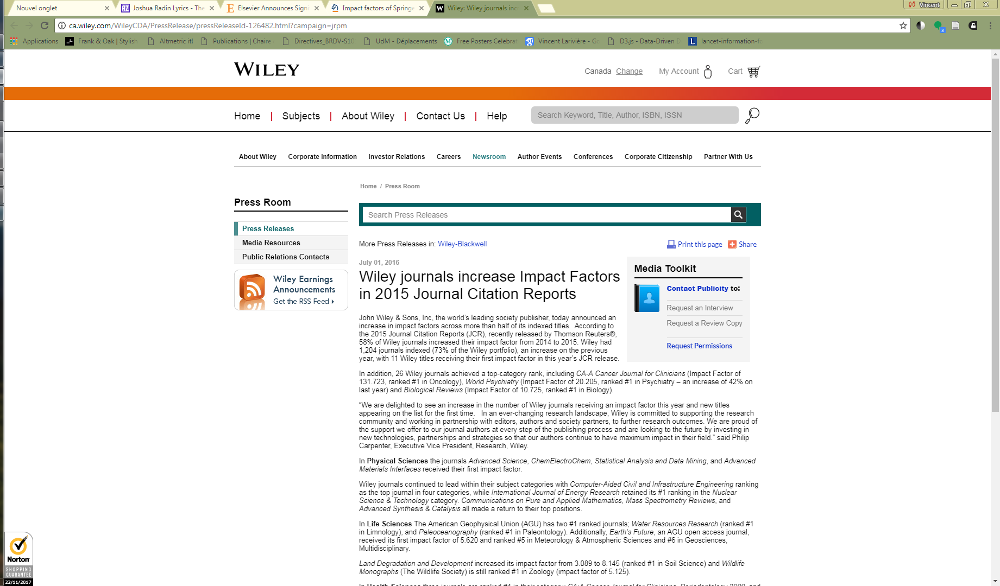 Nouvel onglet
Joshua Radin Lyrics - The
Elsevier Announces Sign
Impact factors of Springe
Wiley: Wiley journals inc
Vincent
ca.wiley.com/WileyCDA/PressRelease/pressReleaseId-126482.html?campaign=jrpm
Applications
Frank & Oak | Stylish
Altmetric it!
Publications | Chaire
Directives_BRDV-S10
UdM - Déplacements
Free Posters Celebrat
Vincent Larivière - Go
D3.js - Data-Driven D
lancet-information-fo
WILEY
Canada Change My Account Cart
Home | Subjects | About Wiley | Contact Us | Help
Search Keyword, Title, Author, ISBN, ISSN
About Wiley Corporate Information Investor Relations Careers Newsroom Author Events Conferences Corporate Citizenship Partner With Us
Home / Press Room
Press Room
Press Releases
Media Resources
Public Relations Contacts
Wiley Earnings
Announcements
Get the RSS Feed
Search Press Releases
More Press Releases in: Wiley-Blackwell
Print this page Share
July 01, 2016
Wiley journals increase Impact Factors
in 2015 Journal Citation Reports
Media Toolkit
Contact Publicity to:
Request an Interview
Request a Review Copy
Request Permissions
John Wiley & Sons, Inc, the world's leading society publisher, today announced an
increase in impact factors across more than half of its indexed titles. According to
the 2015 Journal Citation Reports (JCR), recently released by Thomson Reuters®,
58% of Wiley journals increased their impact factor from 2014 to 2015. Wiley had
1,204 journals indexed (73% of the Wiley portfolio), an increase on the previous
year, with 11 Wiley titles receiving their first impact factor in this year's JCR release.
In addition, 26 Wiley journals achieved a top-category rank, including CA-A Cancer Journal for Clinicians (Impact Factor of
131.723, ranked #1 in Oncology), World Psychiatry (Impact Factor of 20.205, ranked #1 in Psychiatry – an increase of 42% on
last year) and Biological Reviews (Impact Factor of 10.725, ranked #1 in Biology).
“We are delighted to see an increase in the number of Wiley journals receiving an impact factor this year and new titles
appearing on the list for the first time. In an ever-changing research landscape, Wiley is committed to supporting the research
community and working in partnership with editors, authors and society partners, to further research outcomes. We are proud of
the support we offer to our journal authors at every step of the publishing process and are looking to the future by investing in
new technologies, partnerships and strategies so that our authors continue to have maximum impact in their field.” said Philip
Carpenter, Executive Vice President, Research, Wiley.
In Physical Sciences the journals Advanced Science, ChemElectroChem, Statistical Analysis and Data Mining, and Advanced
Materials Interfaces received their first impact factor.
Wiley journals continued to lead within their subject categories with Computer-Aided Civil and Infrastructure Engineering ranking
as the top journal in four categories, while International Journal of Energy Research retained its #1 ranking in the Nuclear
Science & Technology category. Communications on Pure and Applied Mathematics, Mass Spectrometry Reviews, and
Advanced Synthesis & Catalysis all made a return to their top positions.
In Life Sciences The American Geophysical Union (AGU) has two #1 ranked journals; Water Resources Research (ranked #1
in Limnology), and Paleoceanography (ranked #1 in Paleontology). Additionally, Earth's Future, an AGU open access journal,
received its first impact factor of 5.620 and ranked #5 in Meteorology & Atmospheric Sciences and #6 in Geosciences,
Multidisciplinary.
Land Degradation and Development increased its impact factor from 3.089 to 8.145 (ranked #1 in Soil Science) and Wildlife
Monographs (The Wildlife Society) is still ranked #1 in Zoology (impact factor of 5.125).
In Health Sciences three journals are ranked #1 in their category: CA-A Cancer Journal for Clinicians, Periodontology 2000, and
Norton
SHOPPING
GUARANTEE
22/11/2017